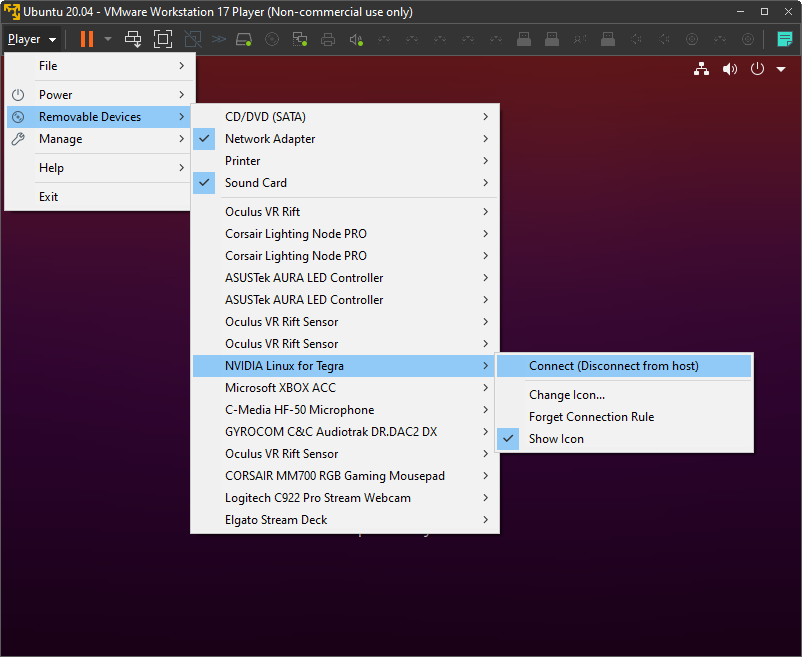 Ubuntu 20.04 - VMware Workstation 17 Player (Non-commercial use only)
Player
File
Power
Removable Devices
Manage
Help
Exit
CD/DVD (SATA)
Network Adapter
Printer
Sound Card
Oculus VR Rift
Corsair Lighting Node PRO
Corsair Lighting Node PRO
ASUSTek AURA LED Controller
ASUSTek AURA LED Controller
Oculus VR Rift Sensor
Oculus VR Rift Sensor
NVIDIA Linux for Tegra
Microsoft XBOX ACC
C-Media HF-50 Microphone
GYROCOM C&C Audiotrak DR.DAC2 DX
Oculus VR Rift Sensor
CORSAIR MM700 RGB Gaming Mousepad
Logitech C922 Pro Stream Webcam
Elgato Stream Deck
Connect (Disconnect from host)
Change Icon...
Forget Connection Rule
Show Icon